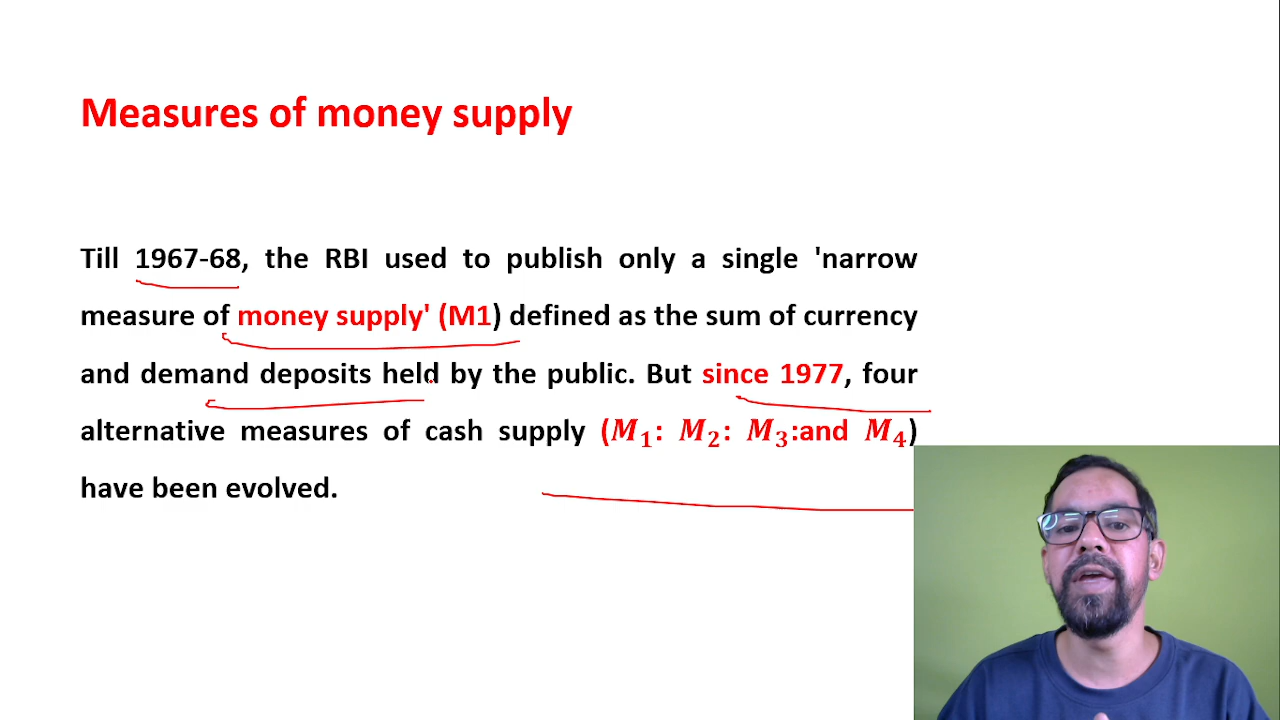 Measures of money supply
Till 1967-68, the RBI used to publish only a single 'narrow
measure of money supply' (M1) defined as the sum of currency
and demand deposits held by the public. But since 1977, four
alternative measures of cash supply (M₁: M₂: M₃:and M₄)
have been evolved.